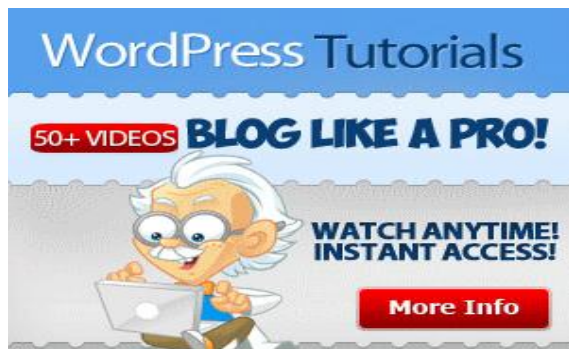 WordPress Tutorials
50+ VIDEOS BLOG LIKE A PRO!
WATCH ANYTIME!
INSTANT ACCESS!
More Info